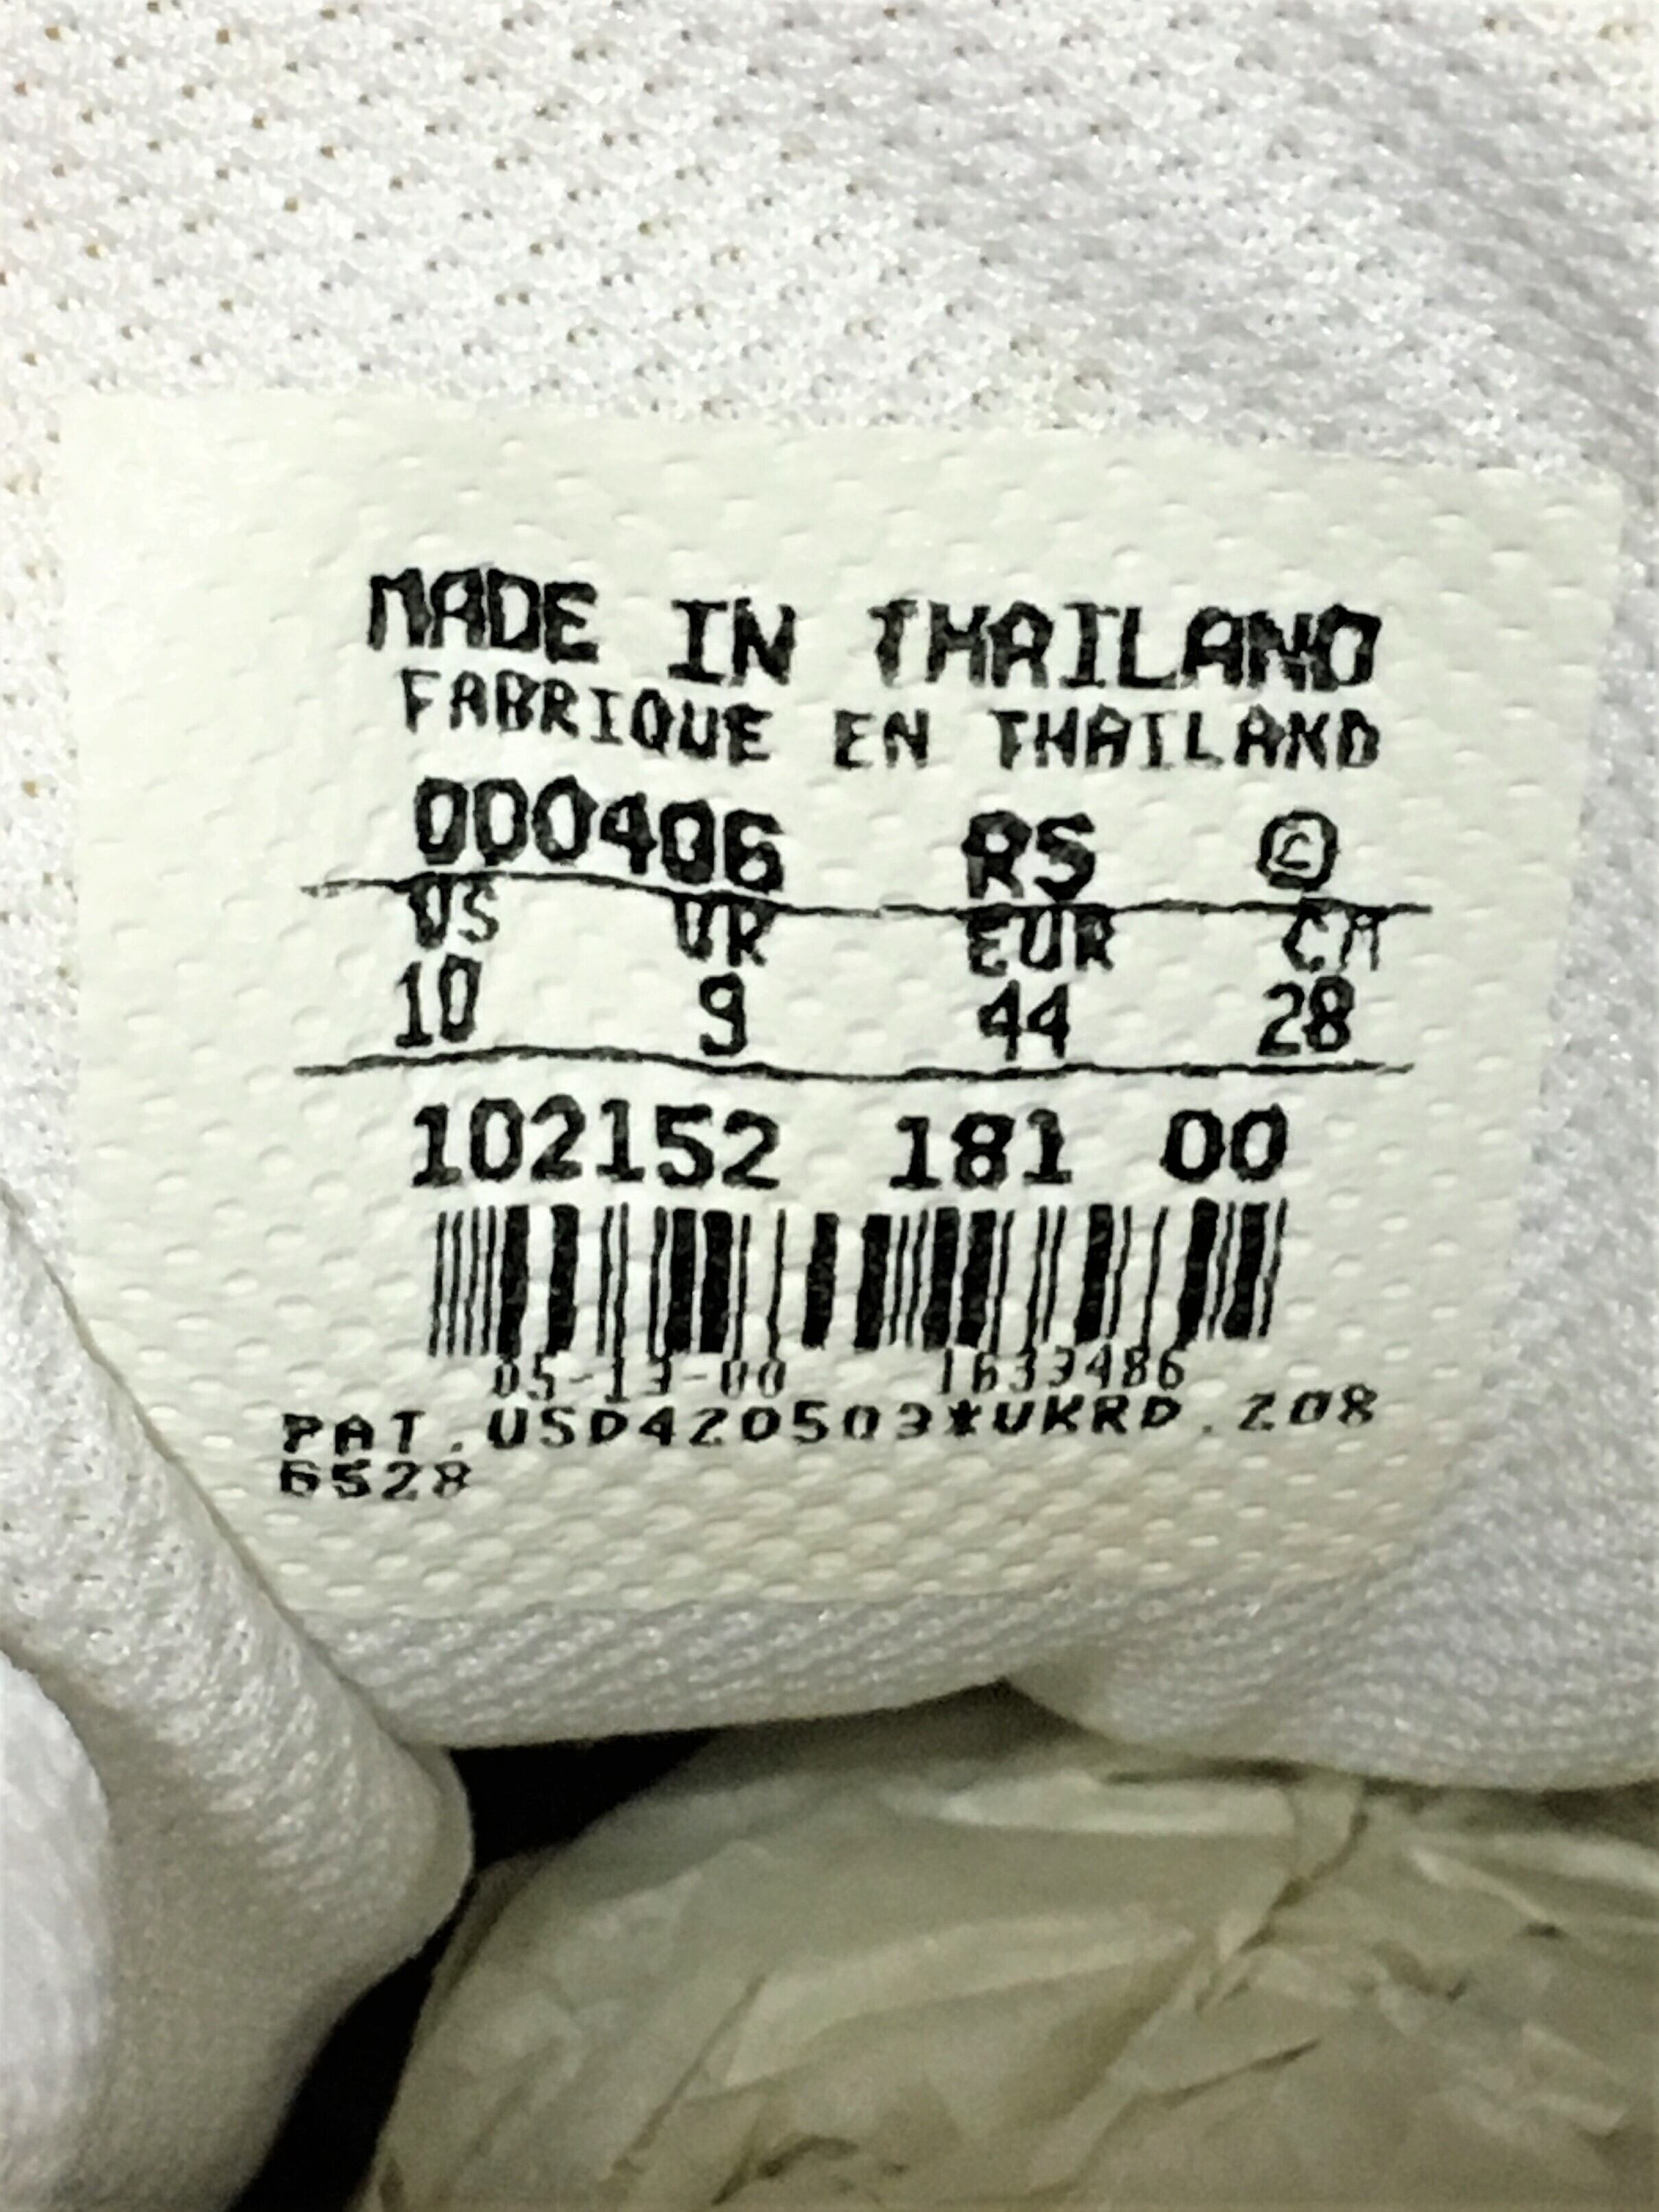 MADE IN THAILAND
FABRIQUE EN THAILAND
000406 RS ©
US UK EUR CM
10 9 44 28
102152 181 00
05-13-00 1633486
PAT.USD420503*UKRD.208
6528